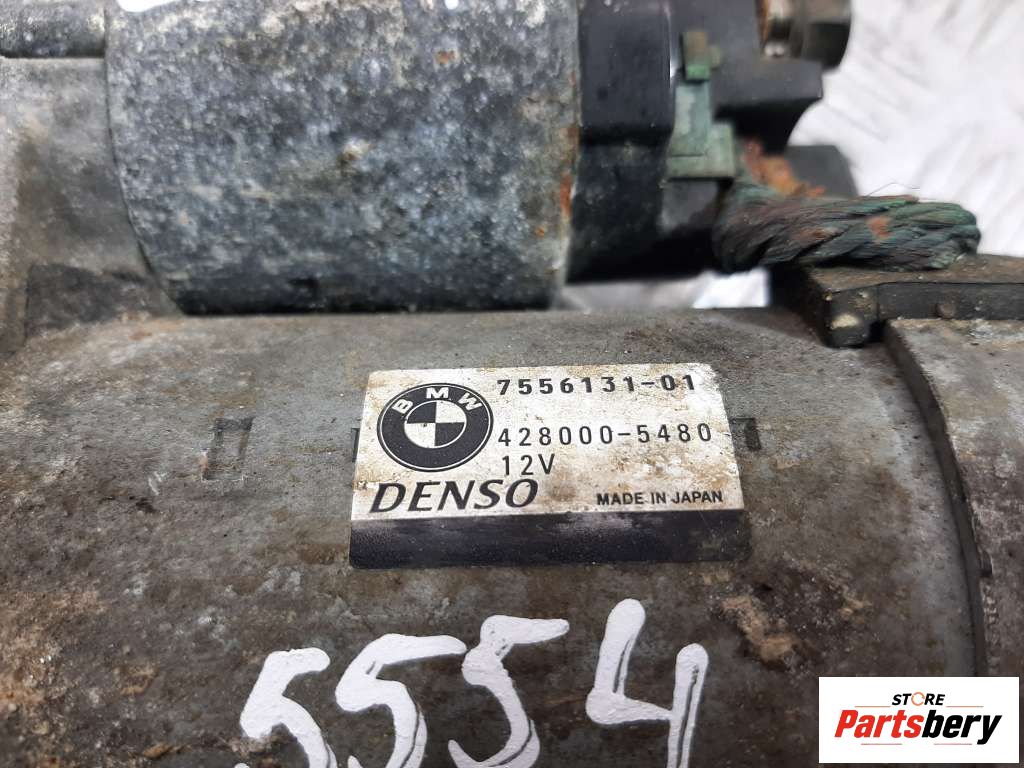 BMW
7556131-01
428000-5480
12V
DENSO MADE IN JAPAN
5554
STORE
Partsbery